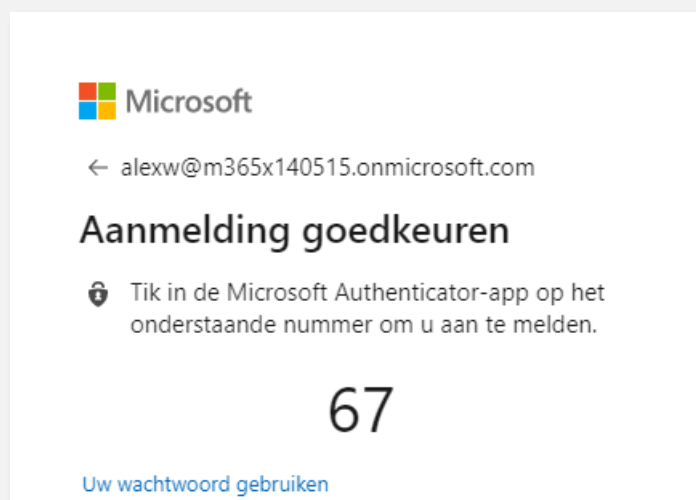 Microsoft
← alexw@m365x140515.onmicrosoft.com
Aanmelding goedkeuren
Tik in de Microsoft Authenticator-app op het
onderstaande nummer om u aan te melden.
67
Uw wachtwoord gebruiken